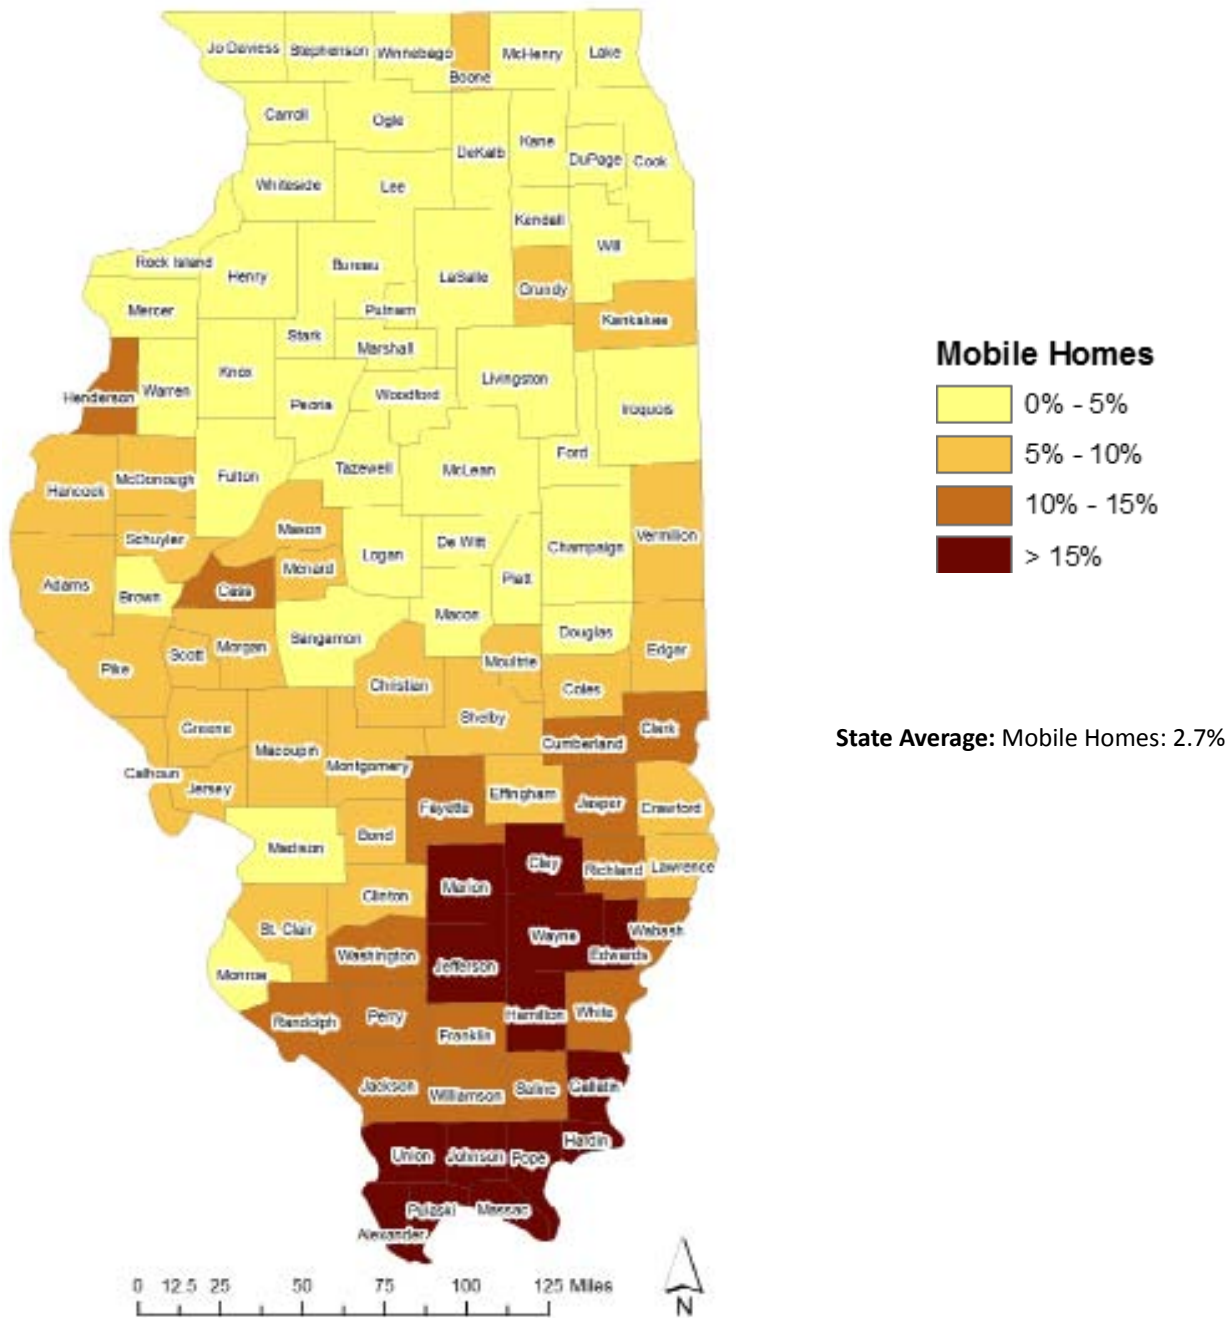 Jo Daviess Stephenson Winnebago Boone McHenry Lake
Carroll Ogle DeKalb Kane DuPage Cook
Whiteside Lee Kendall Will
Rock Island Henry Bureau LaSalle Grundy
Mercer Putnam Kankakee
Stark Marshall
Henderson Warren Knox Peoria Woodford Livingston Iroquois
Hancock McDonough Fulton Tazewell McLean Ford
Schuyler Mason Logan De Witt Champaign Vermilion
Adams Brown Cass Menard Piatt
Macon
Pike Scott Morgan Sangamon Moultrie Douglas Edgar
Christian Coles
Greene Macoupin Shelby Cumberland Clark
Calhoun Jersey Montgomery
Fayette Effingham Jasper Crawford
Madison Bond
Clinton Marion Clay Richland Lawrence
St. Clair Washington Jefferson Wayne Edwards Wabash
Monroe
Randolph Perry Franklin Hamilton White
Jackson Williamson Saline Gallatin
Union Johnson Pope Hardin
Alexander Pulaski Massac
0 12.5 25 50 75 100 125 Miles
N
Mobile Homes
0% - 5%
5% - 10%
10% - 15%
> 15%
State Average: Mobile Homes: 2.7%